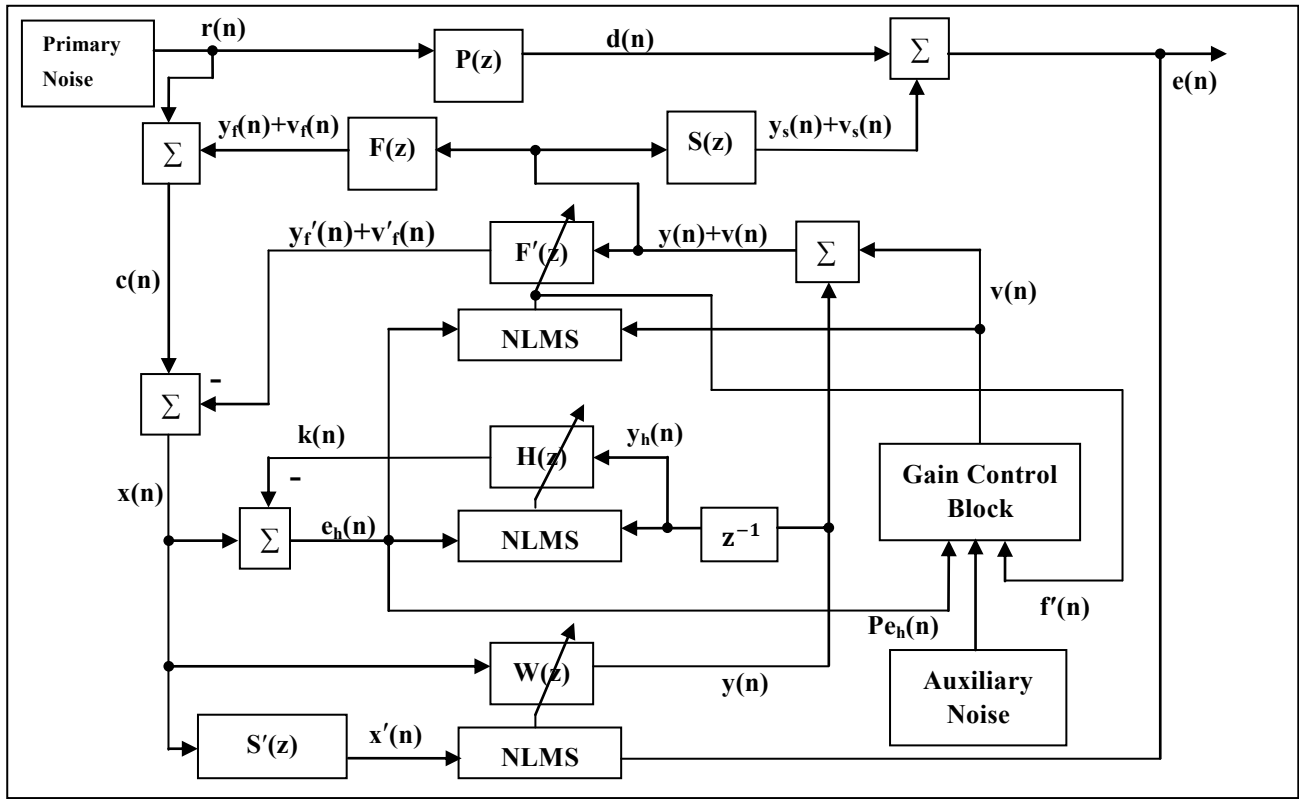 r(n)
Primary
Noise
P(z)
d(n)
∑
e(n)
∑
y_f(n)+v_f(n)
F(z)
S(z)
y_s(n)+v_s(n)
y_f′(n)+v′_f(n)
F′(z)
y(n)+v(n)
∑
c(n)
v(n)
NLMS
-
∑
k(n)
-
H(z)
y_h(n)
Gain Control
Block
x(n)
∑
e_h(n)
NLMS
z⁻¹
f′(n)
Pe_h(n)
W(z)
y(n)
Auxiliary
Noise
S′(z)
x′(n)
NLMS